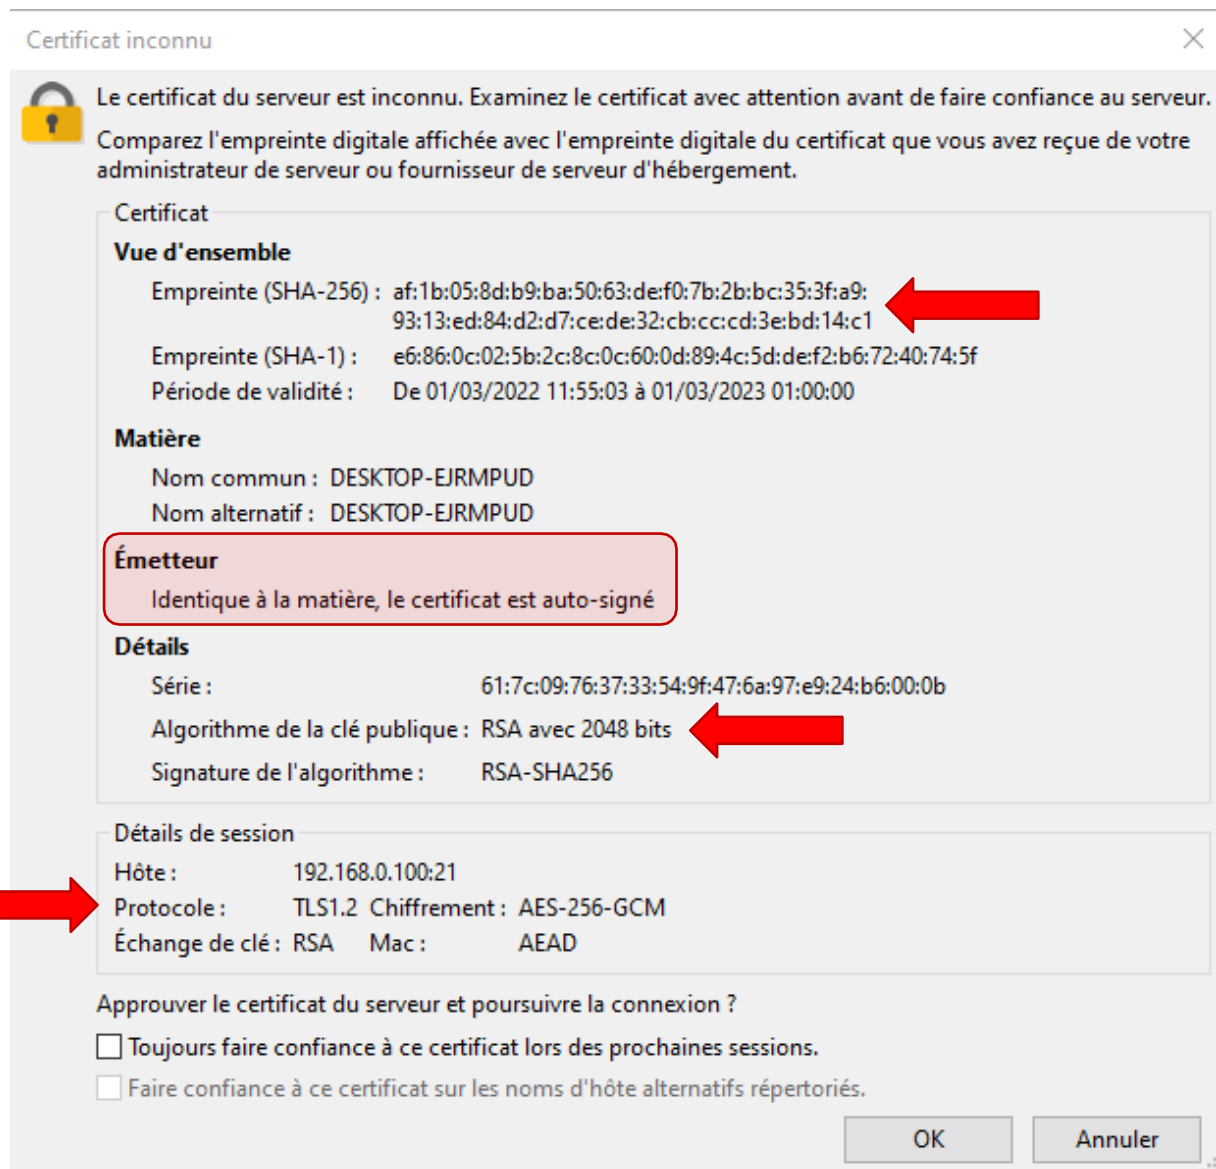 Certificat inconnu
Le certificat du serveur est inconnu. Examinez le certificat avec attention avant de faire confiance au serveur.
Comparez l'empreinte digitale affichée avec l'empreinte digitale du certificat que vous avez reçue de votre
administrateur de serveur ou fournisseur de serveur d'hébergement.
Certificat
Vue d'ensemble
Empreinte (SHA-256) : af:1b:05:8d:b9:ba:50:63:de:f0:7b:2b:bc:35:3f:a9:
93:13:ed:84:d2:d7:ce:de:32:cb:cc:cd:3e:bd:14:c1
Empreinte (SHA-1) : e6:86:0c:02:5b:2c:8c:0c:60:0d:89:4c:5d:de:f2:b6:72:40:74:5f
Période de validité : De 01/03/2022 11:55:03 à 01/03/2023 01:00:00
Matière
Nom commun : DESKTOP-EJRMPUD
Nom alternatif : DESKTOP-EJRMPUD
Émetteur
Identique à la matière, le certificat est auto-signé
Détails
Série : 61:7c:09:76:37:33:54:9f:47:6a:97:e9:24:b6:00:0b
Algorithme de la clé publique : RSA avec 2048 bits
Signature de l'algorithme : RSA-SHA256
Détails de session
Hôte : 192.168.0.100:21
Protocole : TLS1.2 Chiffrement : AES-256-GCM
Échange de clé : RSA Mac : AEAD
Approuver le certificat du serveur et poursuivre la connexion ?
Toujours faire confiance à ce certificat lors des prochaines sessions.
Faire confiance à ce certificat sur les noms d'hôte alternatifs répertoriés.
OK Annuler